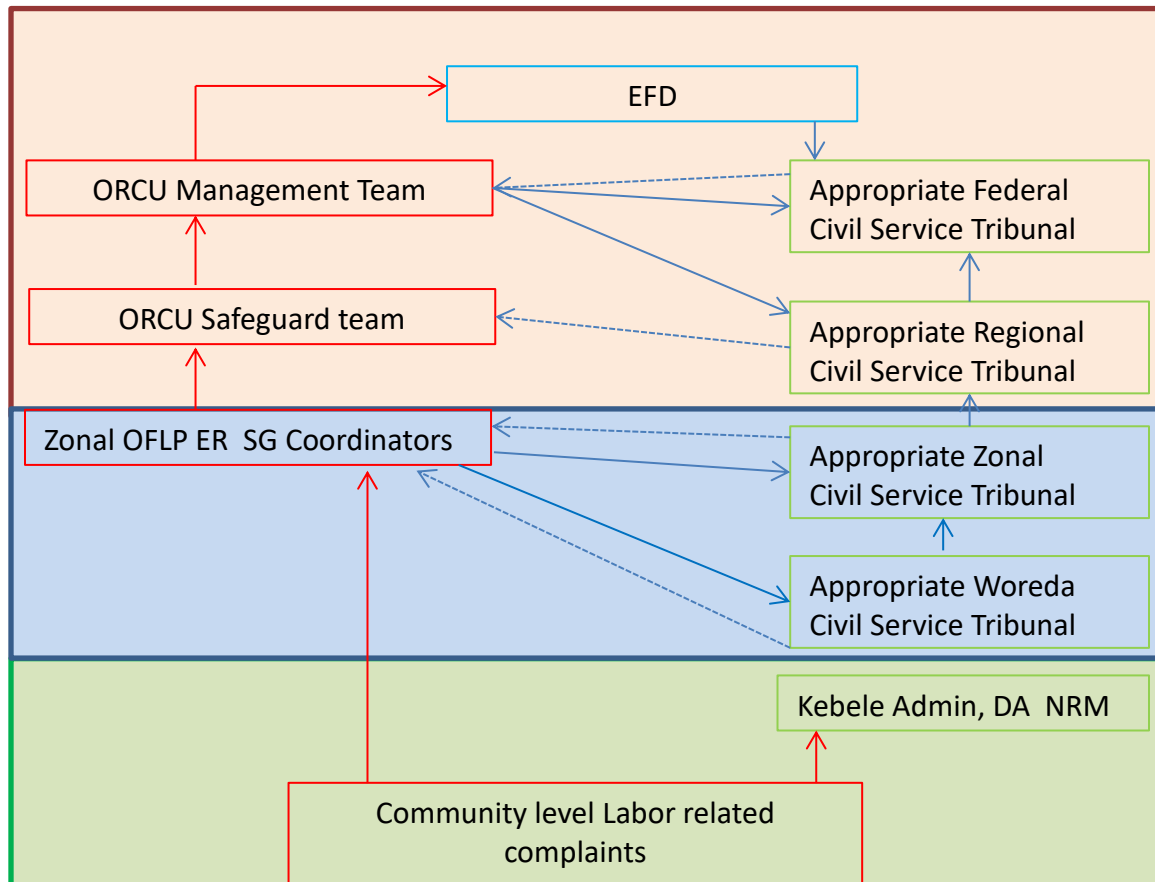 EFD
ORCU Management Team
Appropriate Federal
Civil Service Tribunal
ORCU Safeguard team
Appropriate Regional
Civil Service Tribunal
Zonal OFLP ER  SG Coordinators
Appropriate Zonal
Civil Service Tribunal
Appropriate Woreda
Civil Service Tribunal
Kebele Admin, DA  NRM
Community level Labor related
complaints